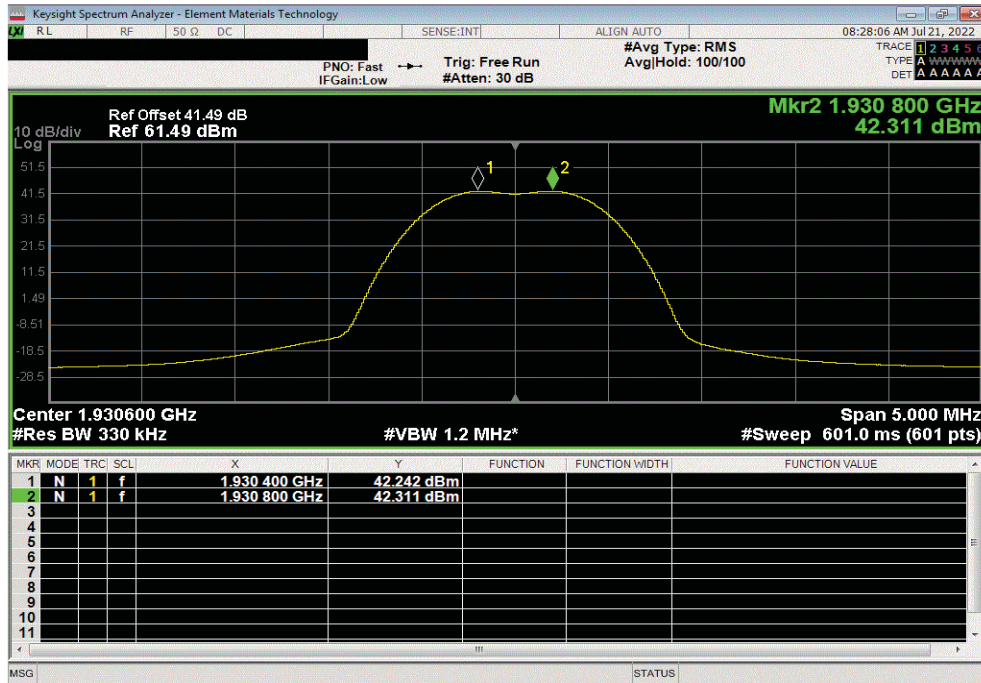 Keysight Spectrum Analyzer - Element Materials Technology
LXI RL RF 50 Ω DC SENSE:INT ALIGN AUTO 08:28:06 AM Jul 21, 2022
PNO: Fast Trig: Free Run #Avg Type: RMS TRACE 1 2 3 4 5 6
IFGain:Low #Atten: 30 dB Avg|Hold: 100/100 TYPE A WWWWW
DET A A A A A A
Mkr2 1.930 800 GHz
42.311 dBm
Ref Offset 41.49 dB
10 dB/div Ref 61.49 dBm
Log
51.5
41.5
31.5
21.5
11.5
1.49
-8.51
-18.5
-28.5
1
2
Center 1.930600 GHz Span 5.000 MHz
#Res BW 330 kHz #VBW 1.2 MHz* #Sweep 601.0 ms (601 pts)
MKR MODE TRC SCL X Y FUNCTION FUNCTION WIDTH FUNCTION VALUE
1 N 1 f 1.930 400 GHz 42.242 dBm
2 N 1 f 1.930 800 GHz 42.311 dBm
3
4
5
6
7
8
9
10
11
MSG STATUS